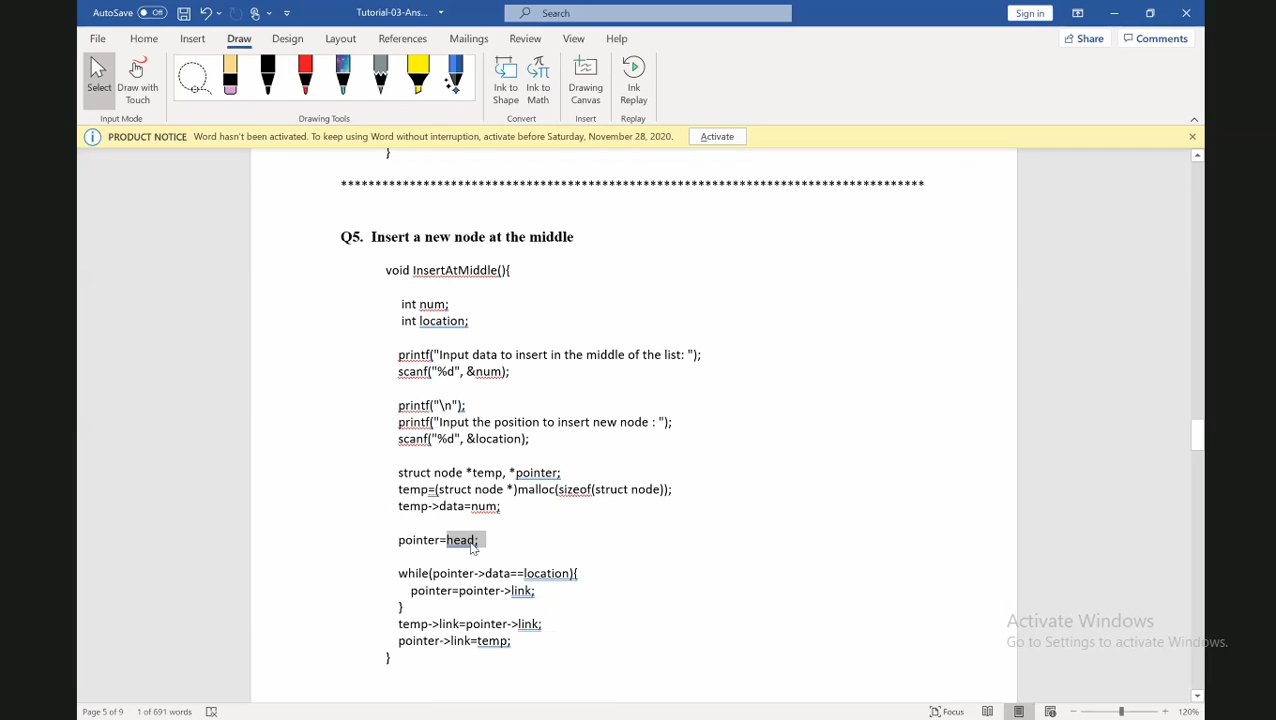 AutoSave Off Tutorial-03-Ans... Search Sign in
File Home Insert Draw Design Layout References Mailings Review View Help Share Comments
Select Draw with Touch Ink to Shape Ink to Math Drawing Canvas Ink Replay
Input Mode Drawing Tools Convert Insert Replay
PRODUCT NOTICE Word hasn't been activated. To keep using Word without interruption, activate before Saturday, November 28, 2020. Activate
}
*************************************************************************************
Q5. Insert a new node at the middle
void InsertAtMiddle(){
int num;
int location;
printf("Input data to insert in the middle of the list: ");
scanf("%d", &num);
printf("\n");
printf("Input the position to insert new node : ");
scanf("%d", &location);
struct node *temp, *pointer;
temp=(struct node *)malloc(sizeof(struct node));
temp->data=num;
pointer=head;
while(pointer->data==location){
pointer=pointer->link;
}
temp->link=pointer->link;
pointer->link=temp;
}
Activate Windows
Go to Settings to activate Windows.
Page 5 of 9 1 of 691 words Focus 120%